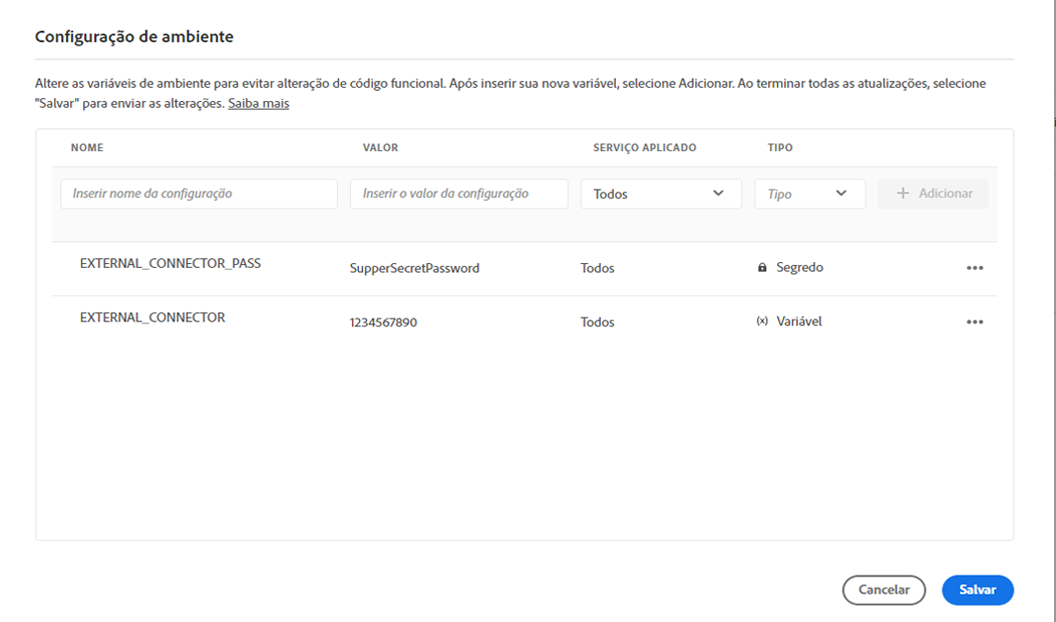 Configuração de ambiente
Altere as variáveis de ambiente para evitar alteração de código funcional. Após inserir sua nova variável, selecione Adicionar. Ao terminar todas as atualizações, selecione
"Salvar" para enviar as alterações. Saiba mais
NOME VALOR SERVIÇO APLICADO TIPO
Inserir nome da configuração Inserir o valor da configuração Todos Tipo + Adicionar
EXTERNAL_CONNECTOR_PASS SupperSecretPassword Todos Segredo
EXTERNAL_CONNECTOR 1234567890 Todos (x) Variável
Cancelar Salvar